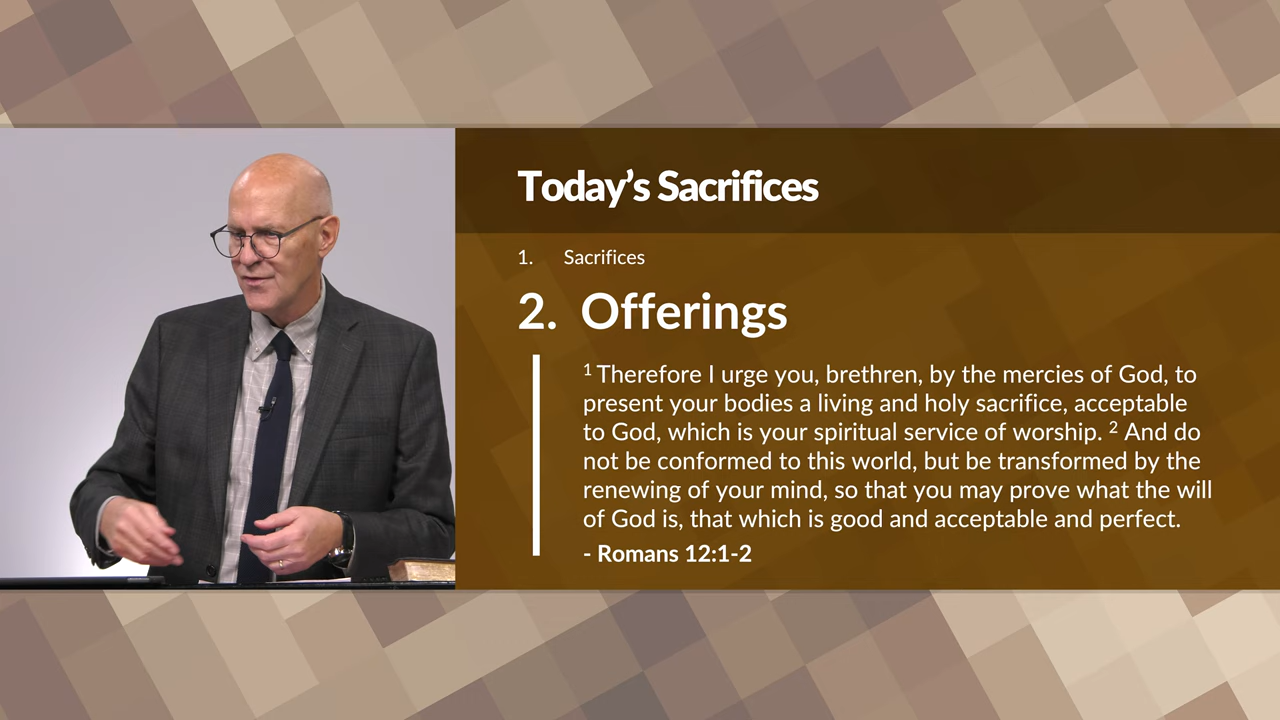 Today’s Sacrifices
1. Sacrifices
2. Offerings
1 Therefore I urge you, brethren, by the mercies of God, to
present your bodies a living and holy sacrifice, acceptable
to God, which is your spiritual service of worship. 2 And do
not be conformed to this world, but be transformed by the
renewing of your mind, so that you may prove what the will
of God is, that which is good and acceptable and perfect.
- Romans 12:1-2